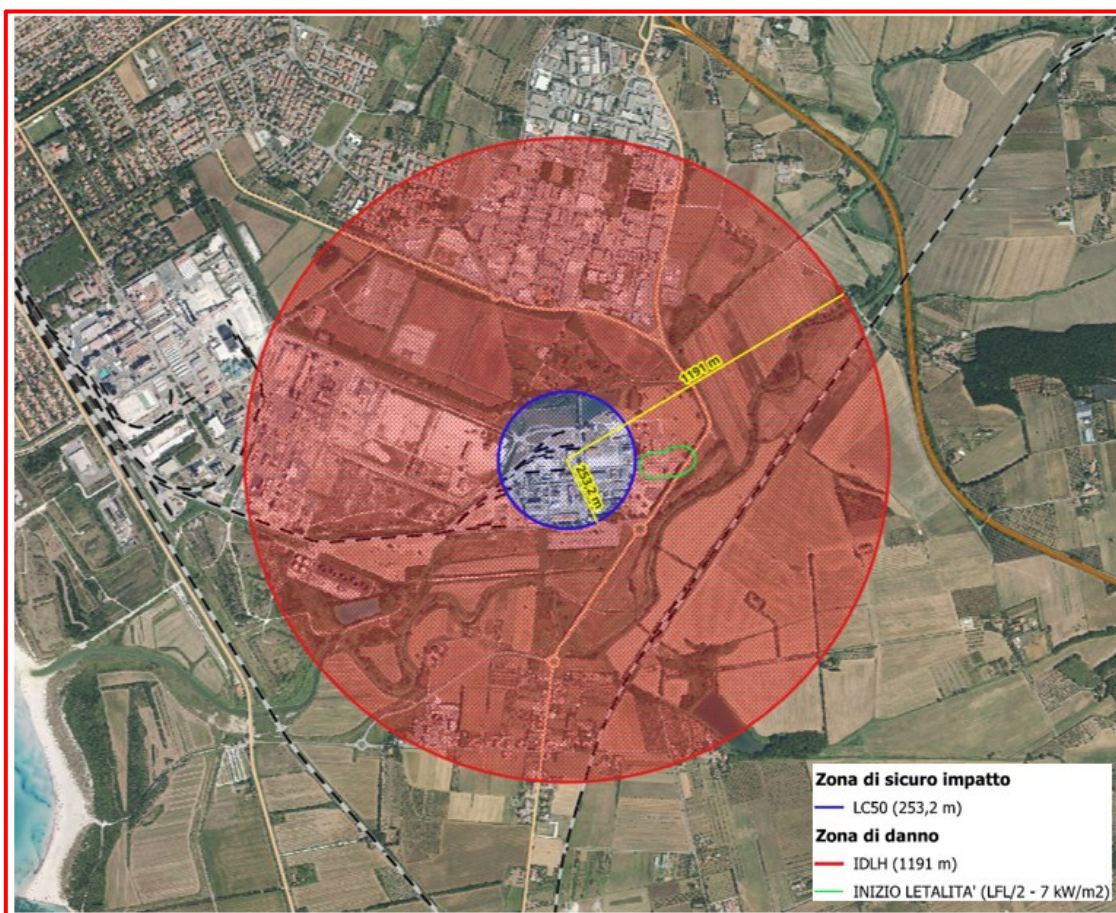 1191 m
253,2 m
Zona di sicuro impatto
LC50 (253,2 m)
Zona di danno
IDLH (1191 m)
INIZIO LETALITA' (LFL/2 - 7 kW/m2)